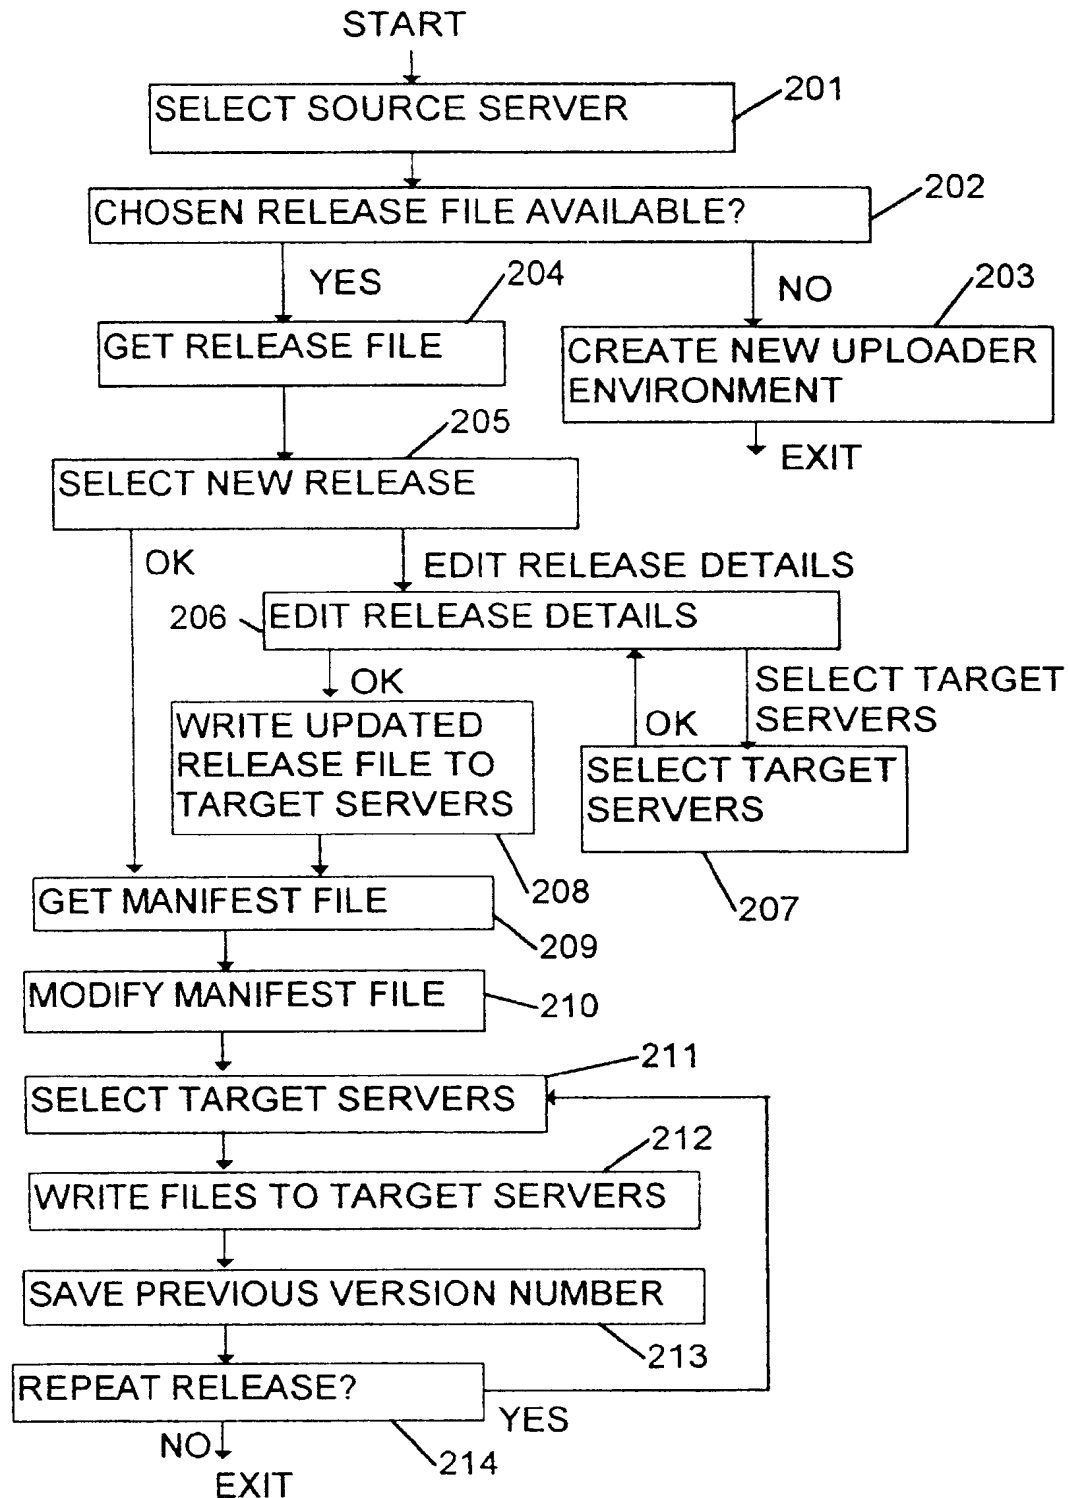 START
201
SELECT SOURCE SERVER
202
CHOSEN RELEASE FILE AVAILABLE?
YES
204
NO
203
GET RELEASE FILE
CREATE NEW UPLOADER
ENVIRONMENT
205
EXIT
SELECT NEW RELEASE
OK
EDIT RELEASE DETAILS
206
EDIT RELEASE DETAILS
OK
SELECT TARGET
SERVERS
OK
WRITE UPDATED
RELEASE FILE TO
TARGET SERVERS
SELECT TARGET
SERVERS
208
207
GET MANIFEST FILE
209
MODIFY MANIFEST FILE
210
211
SELECT TARGET SERVERS
212
WRITE FILES TO TARGET SERVERS
SAVE PREVIOUS VERSION NUMBER
213
REPEAT RELEASE?
YES
NO
214
EXIT